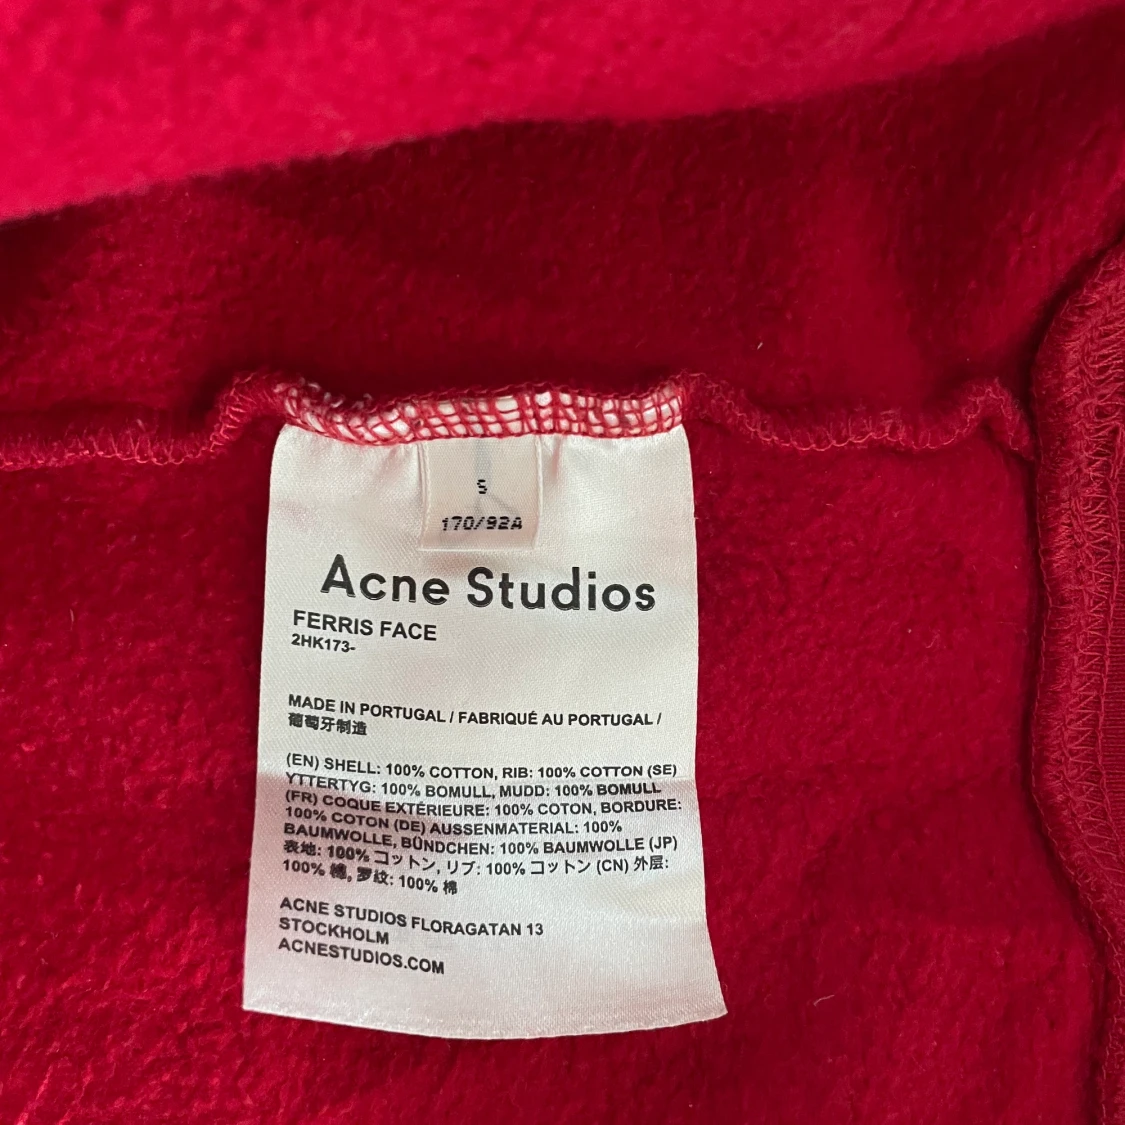 S
170/92A
Acne Studios
FERRIS FACE
2HK173-
MADE IN PORTUGAL / FABRIQUÉ AU PORTUGAL /
葡萄牙制造
(EN) SHELL: 100% COTTON, RIB: 100% COTTON (SE)
YTTERTYG: 100% BOMULL, MUDD: 100% BOMULL
(FR) COQUE EXTÉRIEURE: 100% COTON, BORDURE:
100% COTON (DE) AUSSENMATERIAL: 100%
BAUMWOLLE, BÜNDCHEN: 100% BAUMWOLLE (JP)
表地: 100% コットン, リブ: 100% コットン (CN) 外层:
100% 棉, 罗纹: 100% 棉
ACNE STUDIOS FLORAGATAN 13
STOCKHOLM
ACNESTUDIOS.COM